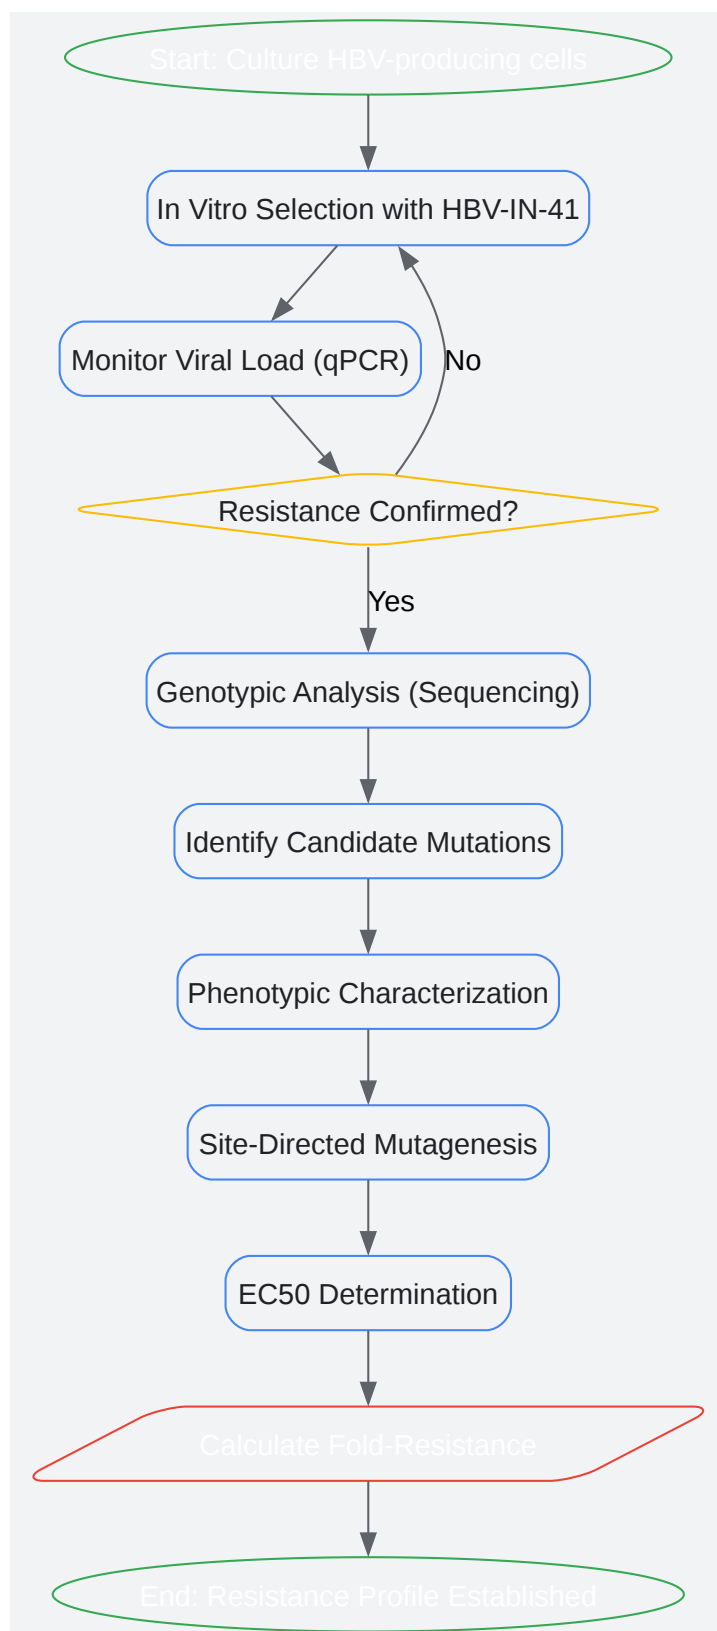 Start: Culture HBV-producing cells
In Vitro Selection with HBV-IN-41
Monitor Viral Load (qPCR)
No
Resistance Confirmed?
Yes
Genotypic Analysis (Sequencing)
Identify Candidate Mutations
Phenotypic Characterization
Site-Directed Mutagenesis
EC50 Determination
Calculate Fold-Resistance
End: Resistance Profile Established